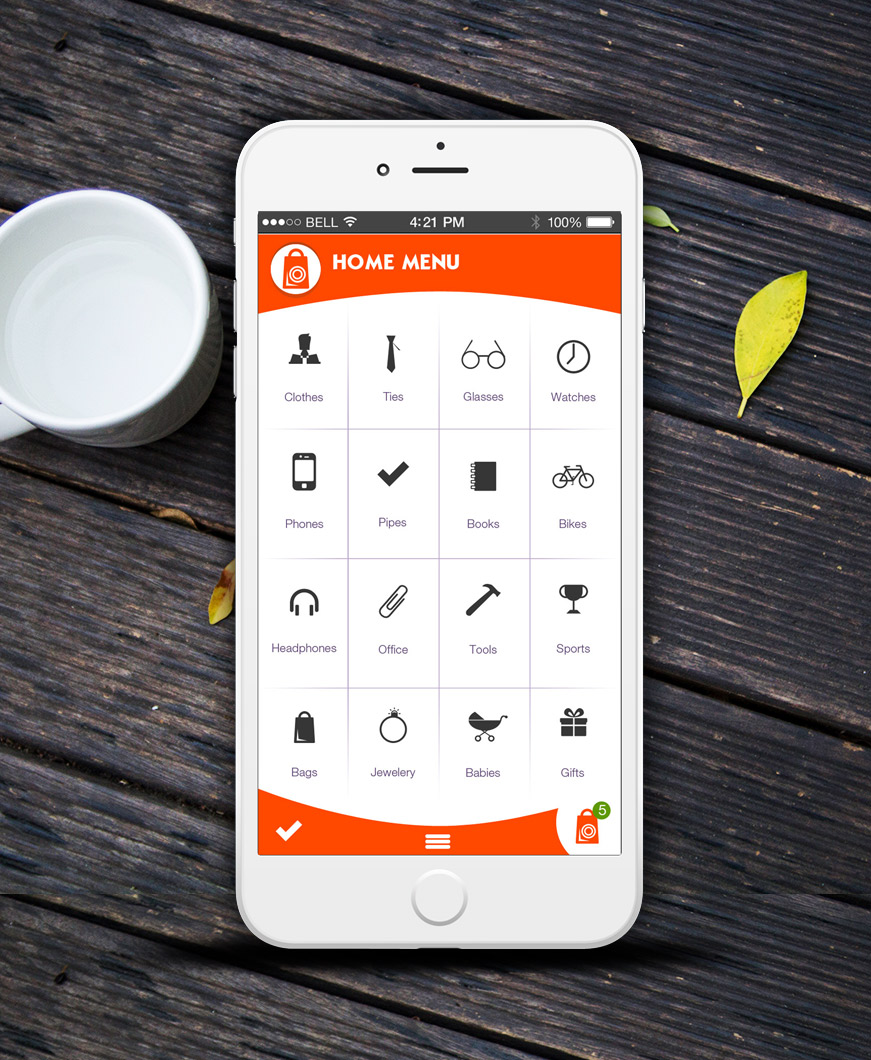 BELL 4:21 PM 100%
HOME MENU
Clothes Ties Glasses Watches
Phones Pipes Books Bikes
Headphones Office Tools Sports
Bags Jewelery Babies Gifts
5